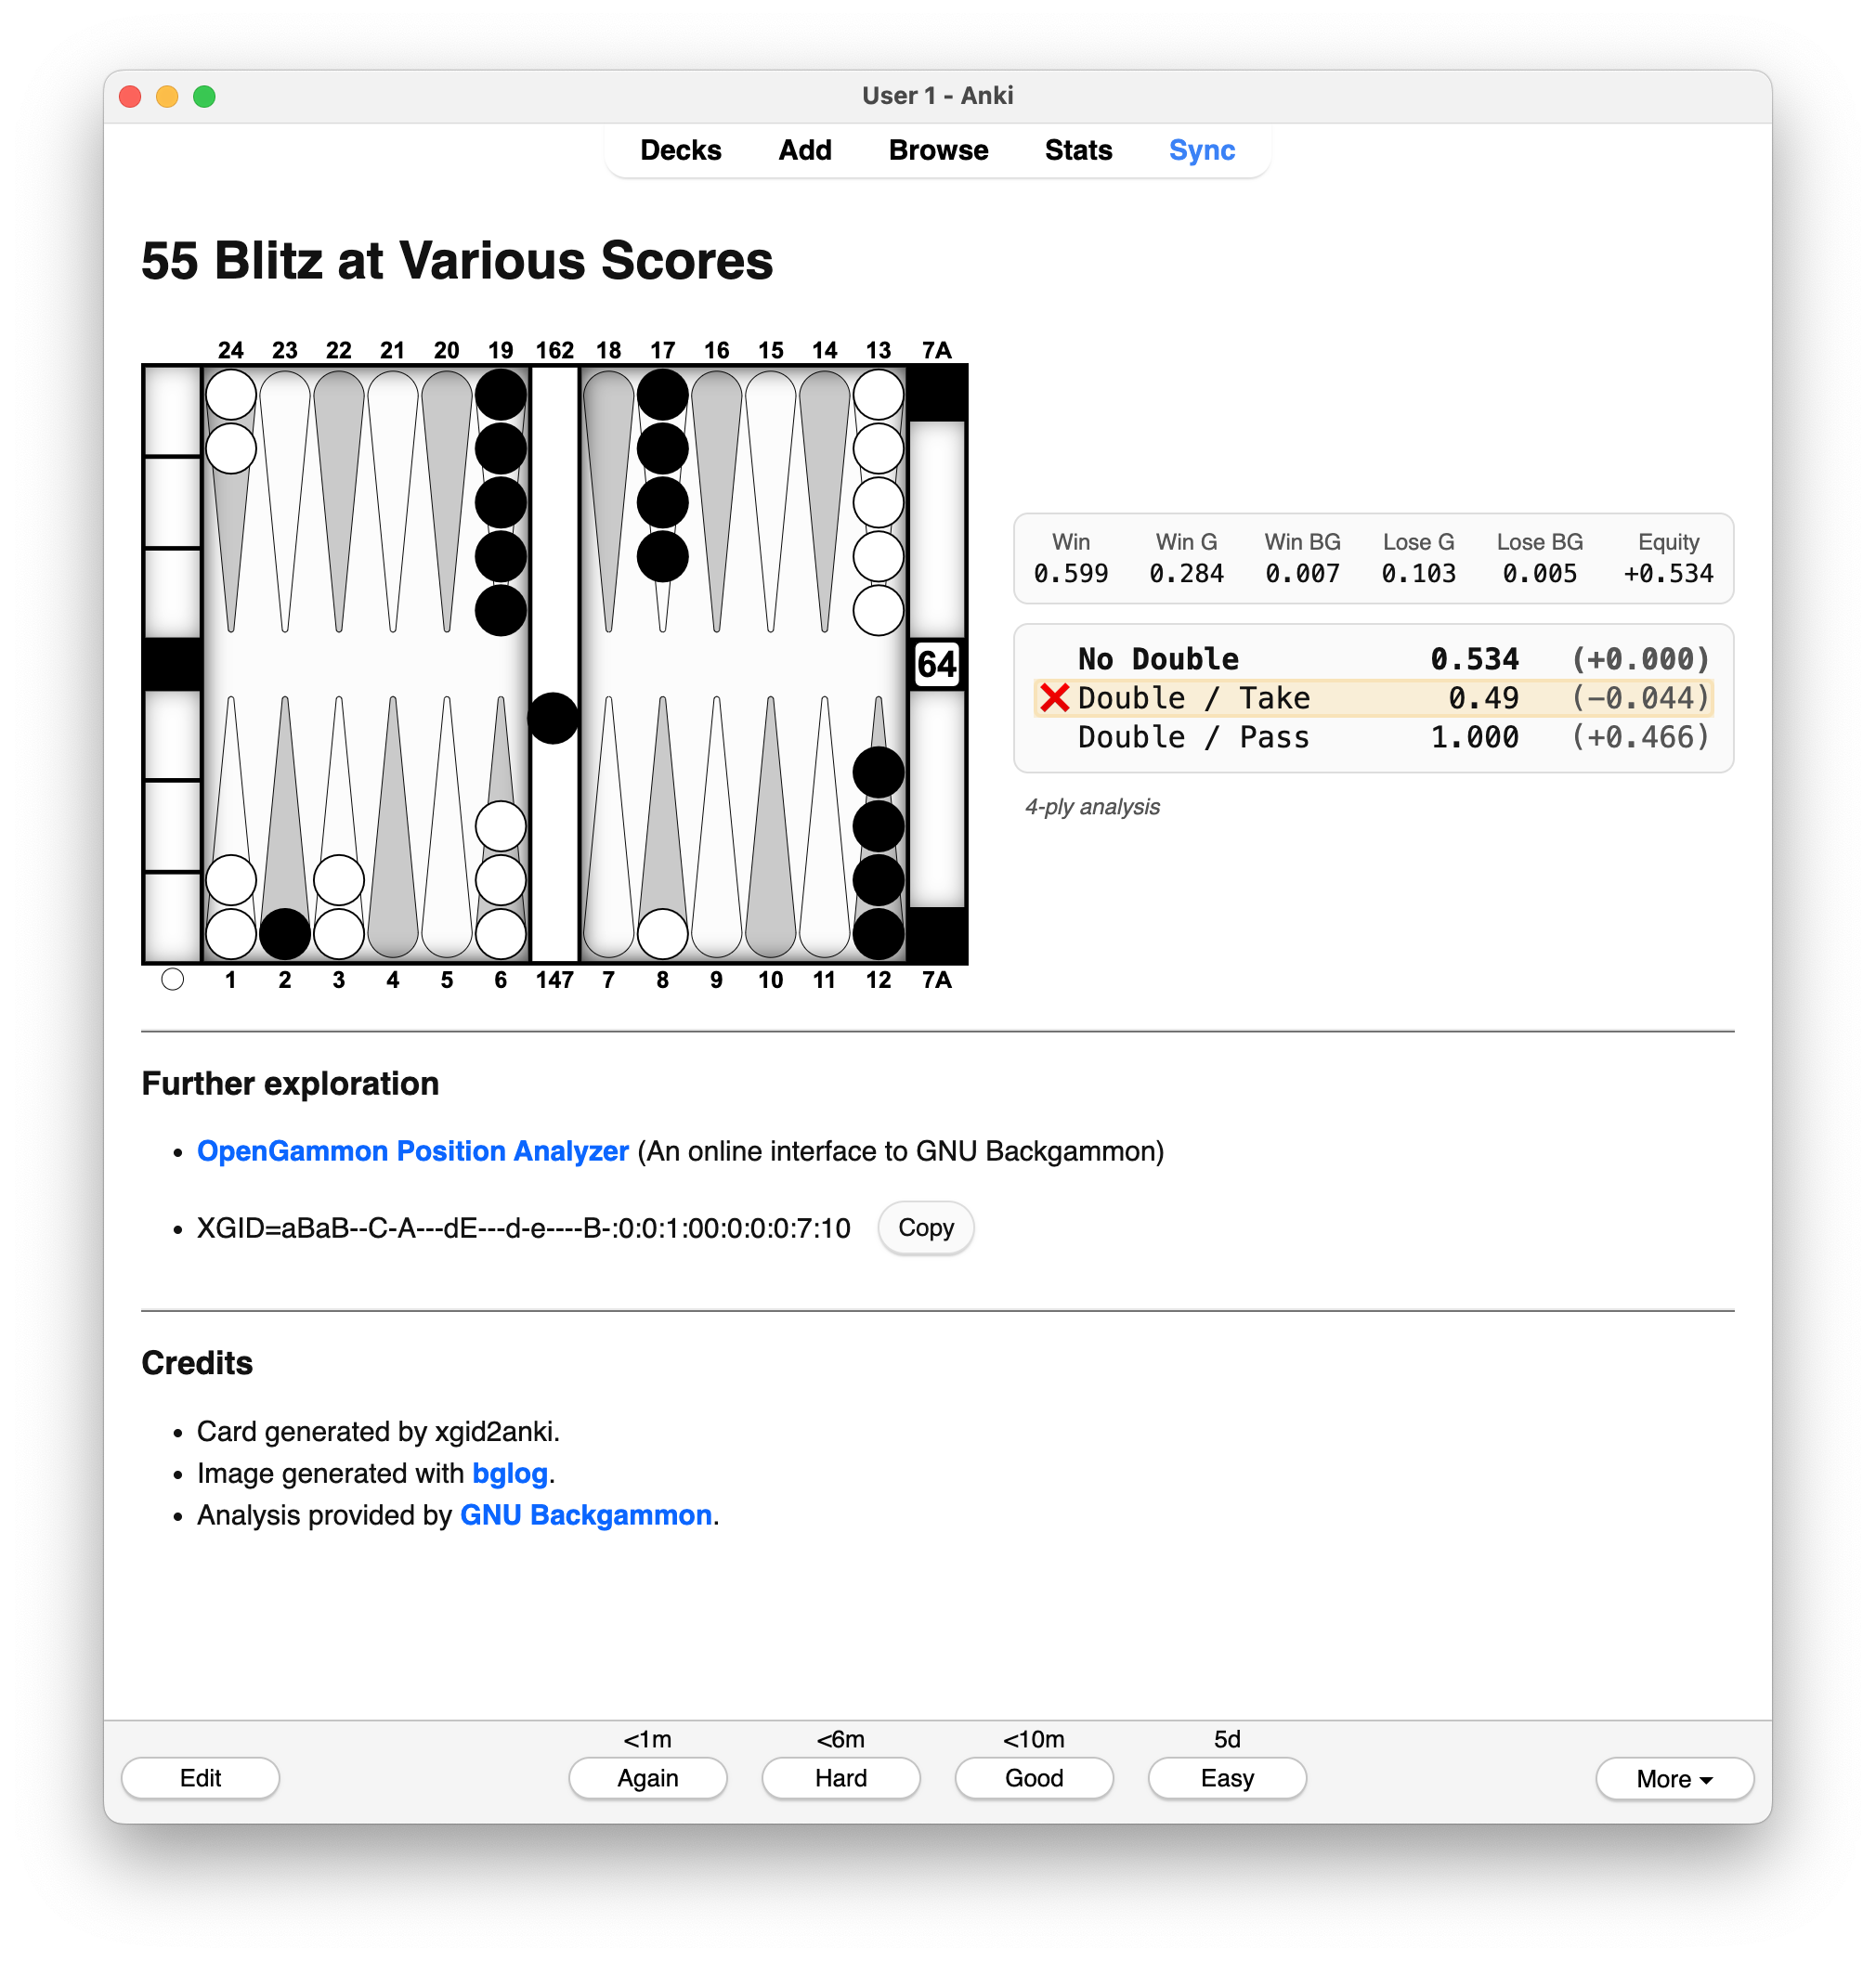 User 1 - Anki
Decks Add Browse Stats Sync
55 Blitz at Various Scores
24 23 22 21 20 19 162 18 17 16 15 14 13 7A
64
1 2 3 4 5 6 147 7 8 9 10 11 12 7A
Win Win G Win BG Lose G Lose BG Equity
0.599 0.284 0.007 0.103 0.005 +0.534
No Double 0.534 (+0.000)
❌ Double / Take 0.49 (−0.044)
Double / Pass 1.000 (+0.466)
4-ply analysis
Further exploration
• OpenGammon Position Analyzer (An online interface to GNU Backgammon)
• XGID=aBaB--C-A---dE---d-e----B-:0:0:1:00:0:0:0:7:10 Copy
Credits
• Card generated by xgid2anki.
• Image generated with bglog.
• Analysis provided by GNU Backgammon.
<1m <6m <10m 5d
Edit Again Hard Good Easy More